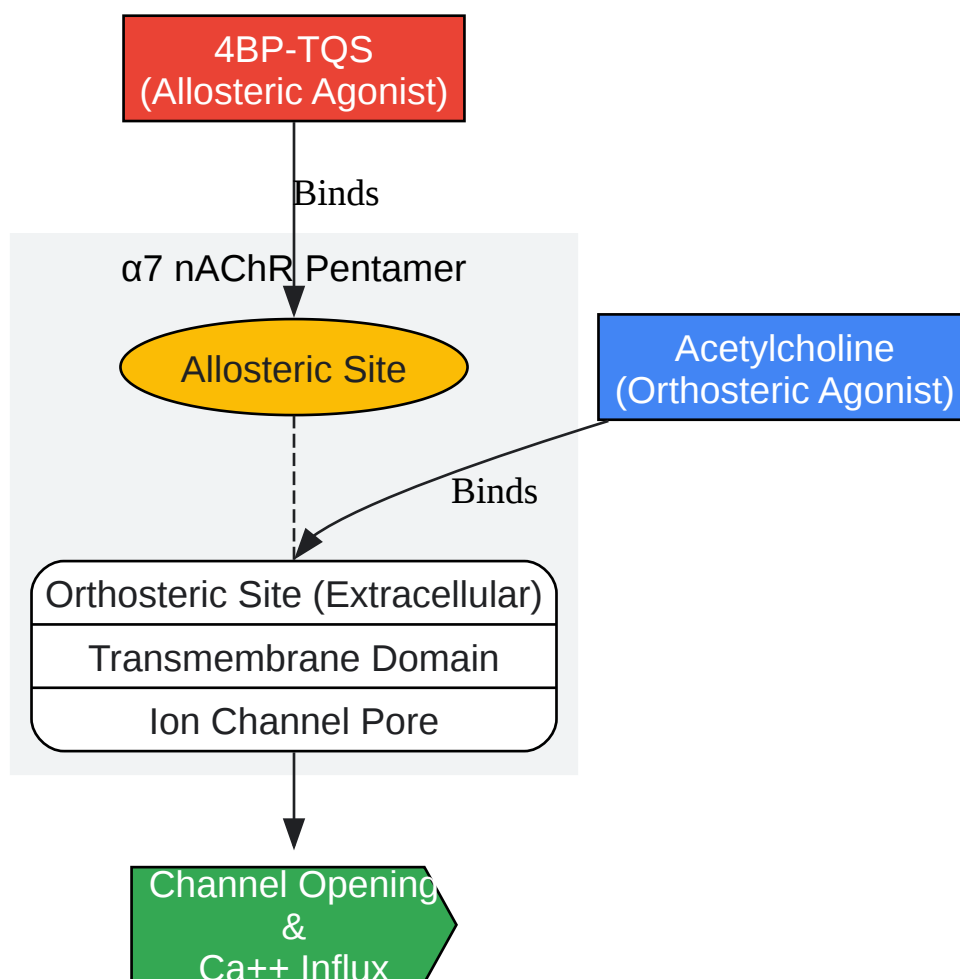 4BP-TQS
(Allosteric Agonist)
Binds
α7 nAChR Pentamer
Allosteric Site
Acetylcholine
(Orthosteric Agonist)
Binds
Orthosteric Site (Extracellular)
Transmembrane Domain
Ion Channel Pore
Channel Opening
&
Ca++ Influx